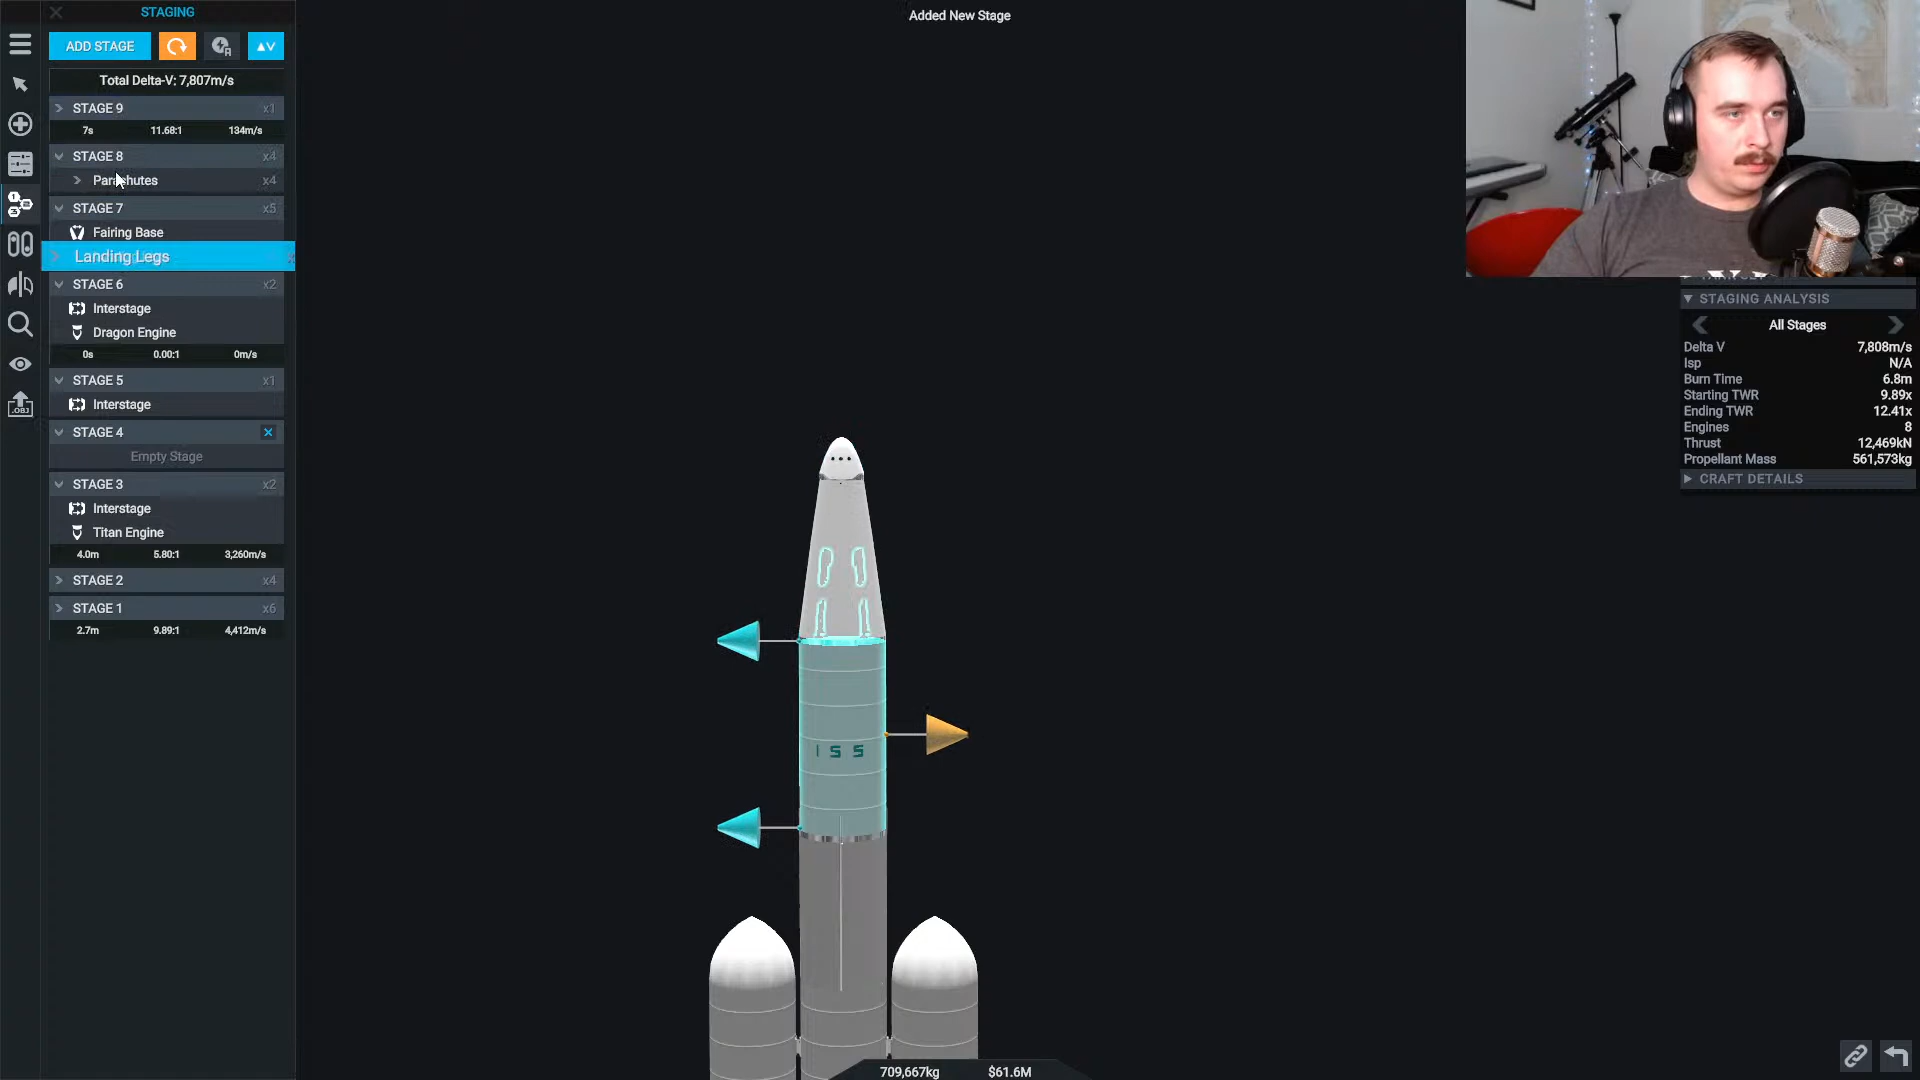 STAGING
Added New Stage
ADD STAGE
Total Delta-V: 7,807m/s
STAGE 9 x1
7s 11.68:1 134m/s
STAGE 8 x4
Parachutes x4
STAGE 7 x5
Fairing Base
Landing Legs
STAGE 6 x2
Interstage
Dragon Engine
0s 0.00:1 0m/s
STAGE 5 x1
Interstage
STAGE 4
Empty Stage
STAGE 3 x2
Interstage
Titan Engine
4.0m 5.80:1 3,260m/s
STAGE 2 x4
STAGE 1 x6
2.7m 9.89:1 4,412m/s
.OBJ
ISS
STAGING ANALYSIS
All Stages
Delta V 7,808m/s
Isp N/A
Burn Time 6.8m
Starting TWR 9.89x
Ending TWR 12.41x
Engines 8
Thrust 12,469kN
Propellant Mass 561,573kg
CRAFT DETAILS
709,667kg $61.6M